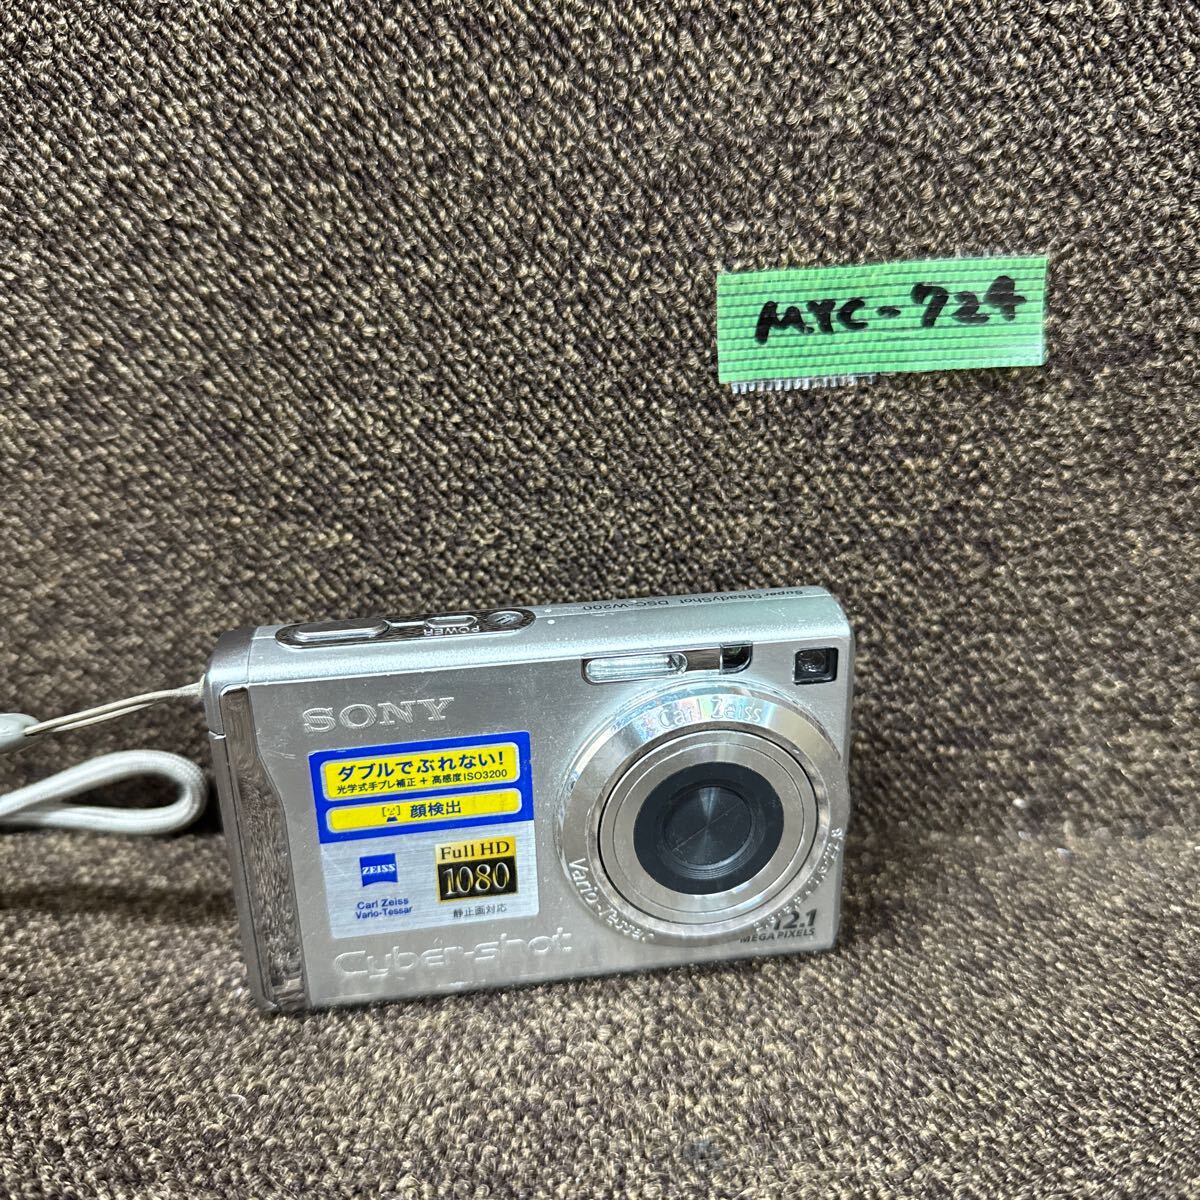 MYC-724
Super SteadyShot DSC-W200
POWER
SONY
Carl Zeiss
ダブルでぶれない!
光学式手ブレ補正 + 高感度ISO3200
顔検出
ZEISS
Carl Zeiss
Vario-Tessar
Full HD
1080
静止画対応
Vario-Tessar
12.1
MEGA PIXELS
Cyber-shot